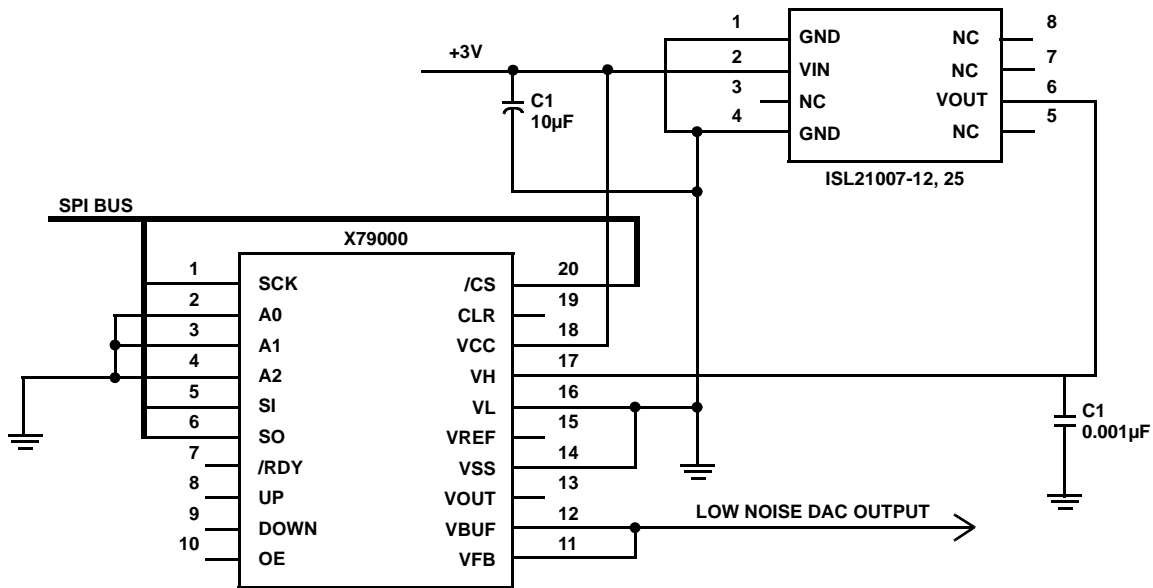 1 GND NC 8
+3V 2 VIN NC 7
3 NC VOUT 6
4 GND NC 5
C1
10µF
ISL21007-12, 25
SPI BUS
X79000
1 SCK /CS 20
2 A0 CLR 19
3 A1 VCC 18
4 A2 VH 17
5 SI VL 16
6 SO VREF 15
7 /RDY VSS 14
8 UP VOUT 13
9 DOWN VBUF 12
10 OE VFB 11
C1
0.001µF
LOW NOISE DAC OUTPUT